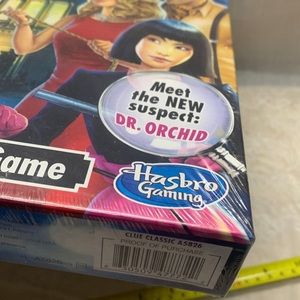 Meet
the NEW
suspect:
DR. ORCHID
Game
Hasbro
Gaming
CLUE CLASSIC A5826
PROOF OF PURCHASE